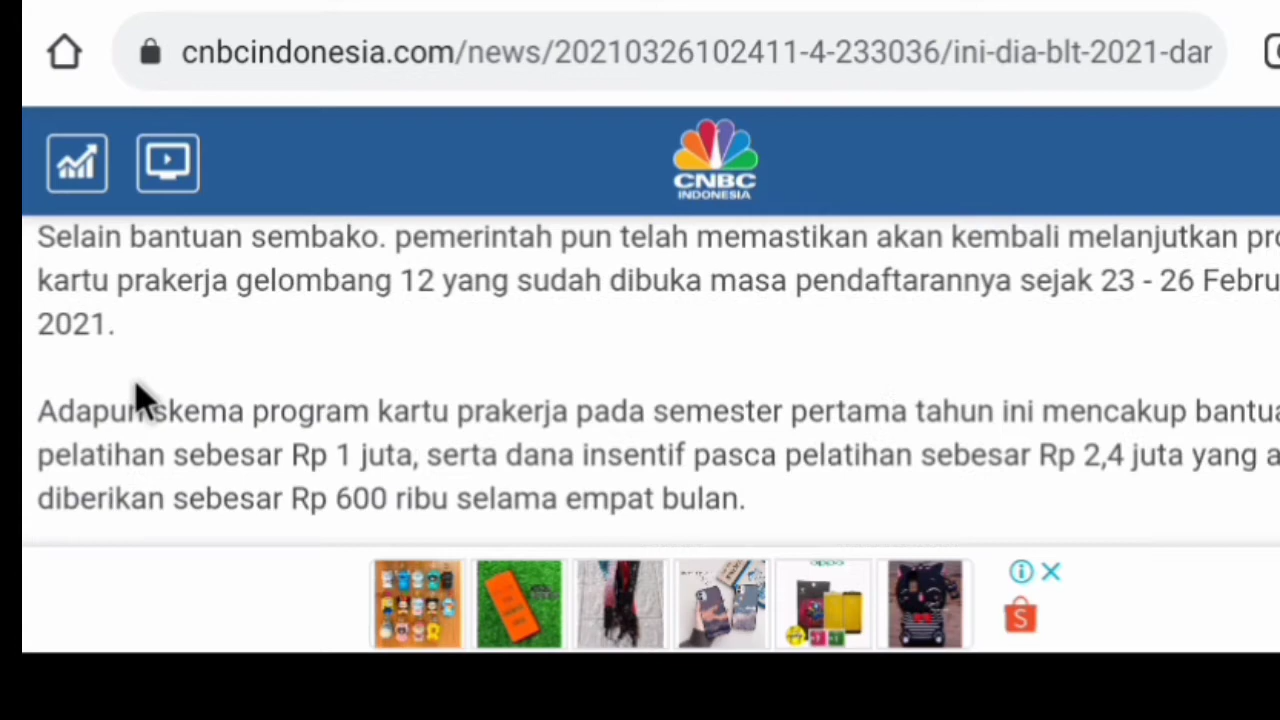 cnbcindonesia.com/news/20210326102411-4-233036/ini-dia-blt-2021-dar
CNBC
INDONESIA
Selain bantuan sembako. pemerintah pun telah memastikan akan kembali melanjutkan
kartu prakerja gelombang 12 yang sudah dibuka masa pendaftarannya sejak 23 - 26
2021.
Adapun skema program kartu prakerja pada semester pertama tahun ini mencakup
pelatihan sebesar Rp 1 juta, serta dana insentif pasca pelatihan sebesar Rp 2,4 juta yang
diberikan sebesar Rp 600 ribu selama empat bulan.
oppo
S